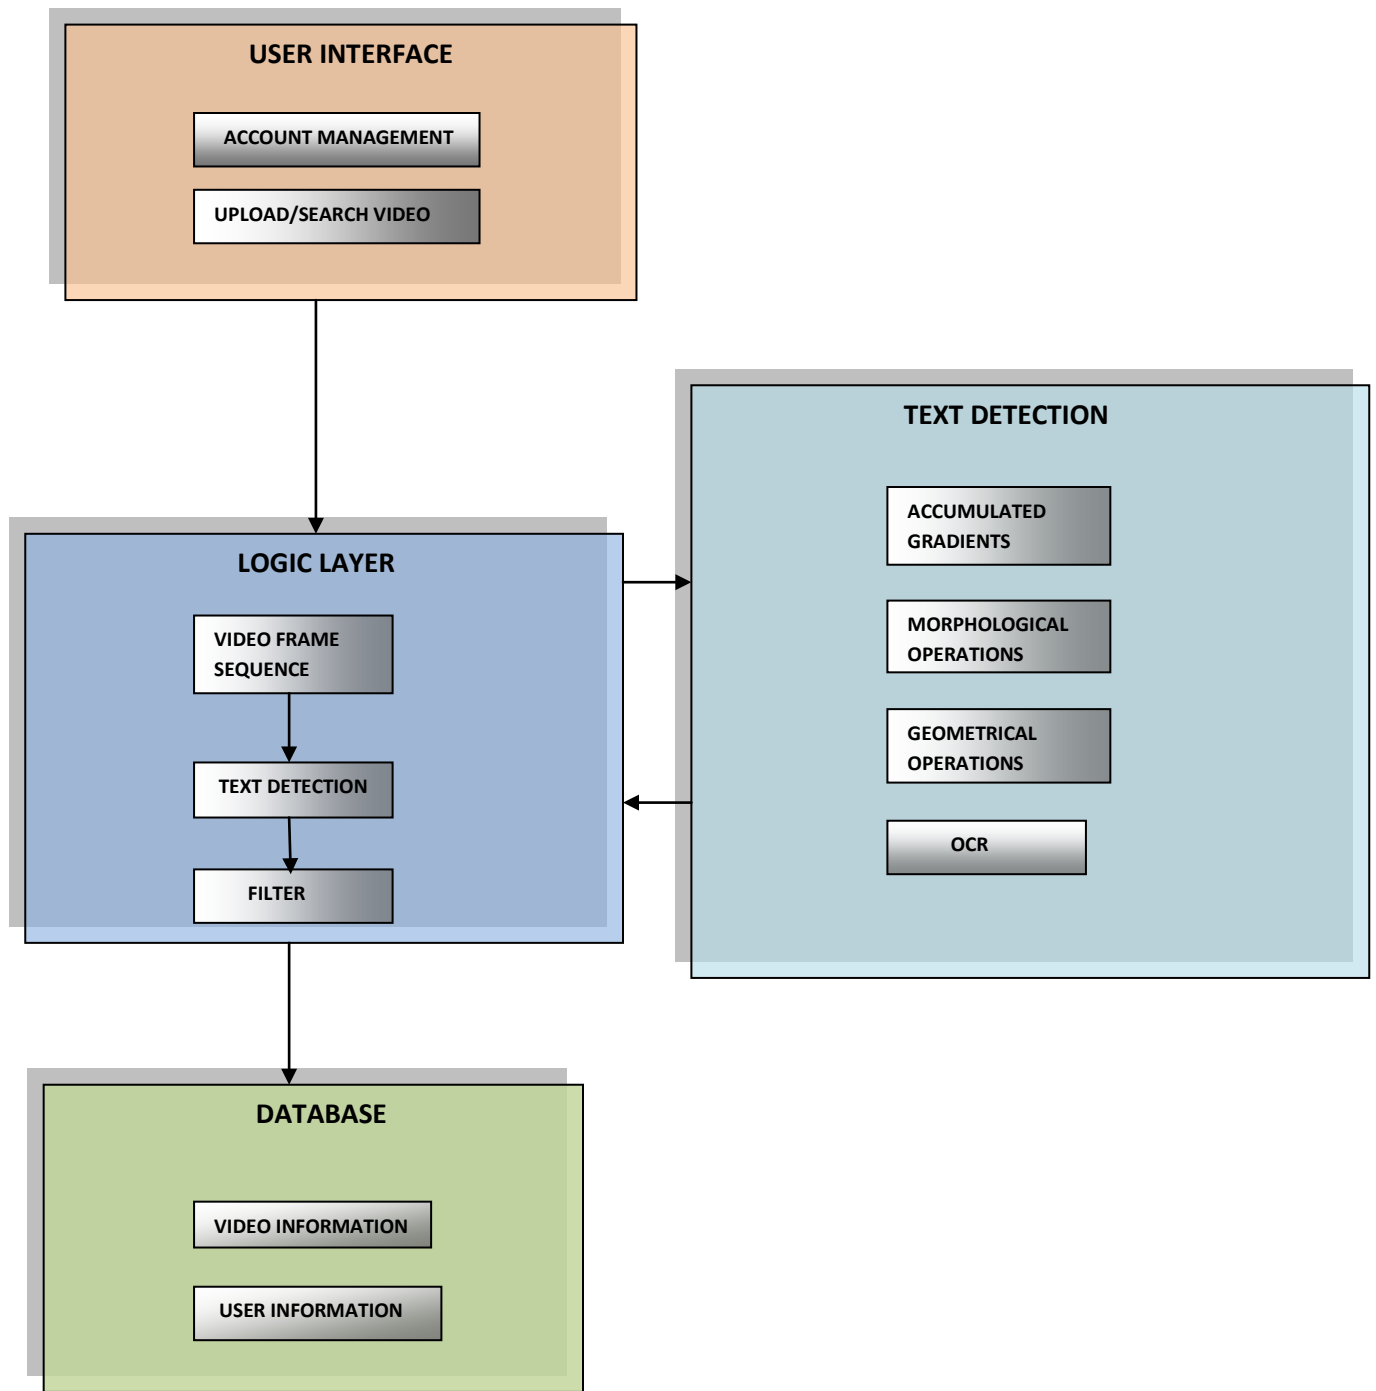 USER INTERFACE
ACCOUNT MANAGEMENT
UPLOAD/SEARCH VIDEO
TEXT DETECTION
ACCUMULATED
GRADIENTS
MORPHOLOGICAL
OPERATIONS
GEOMETRICAL
OPERATIONS
OCR
LOGIC LAYER
VIDEO FRAME
SEQUENCE
TEXT DETECTION
FILTER
DATABASE
VIDEO INFORMATION
USER INFORMATION